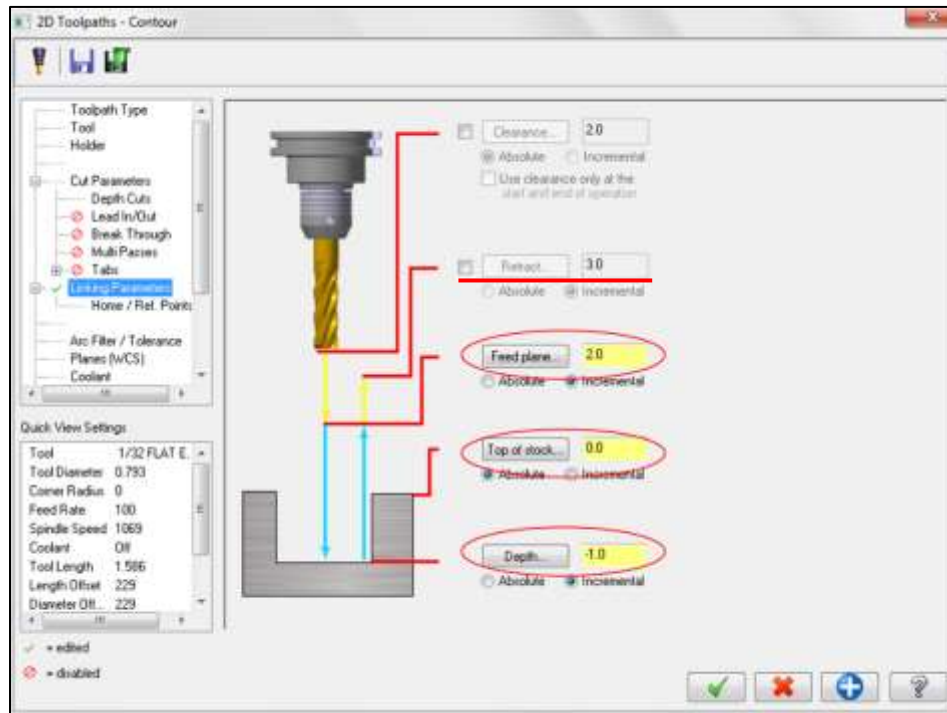 2D Toolpaths - Contour
Toolpath Type
Tool
Holder
Cut Parameters
Depth Cuts
Lead In/Out
Break Through
Multi Passes
Tabs
Linking Parameters
Home / Ref. Points
Arc Filter / Tolerance
Planes (WCS)
Coolant
Quick View Settings
Tool 1/32 FLAT E.
Tool Diameter 0.793
Corner Radius 0
Feed Rate 100
Spindle Speed 1069
Coolant Off
Tool Length 1.586
Length Offset 229
Diameter Off... 229
= edited
= disabled
Clearance... 2.0
Absolute Incremental
Use clearance only at the
start and end of operation
Retract... 3.0
Absolute Incremental
Feed plane... 2.0
Absolute Incremental
Top of stock... 0.0
Absolute Incremental
Depth... -1.0
Absolute Incremental